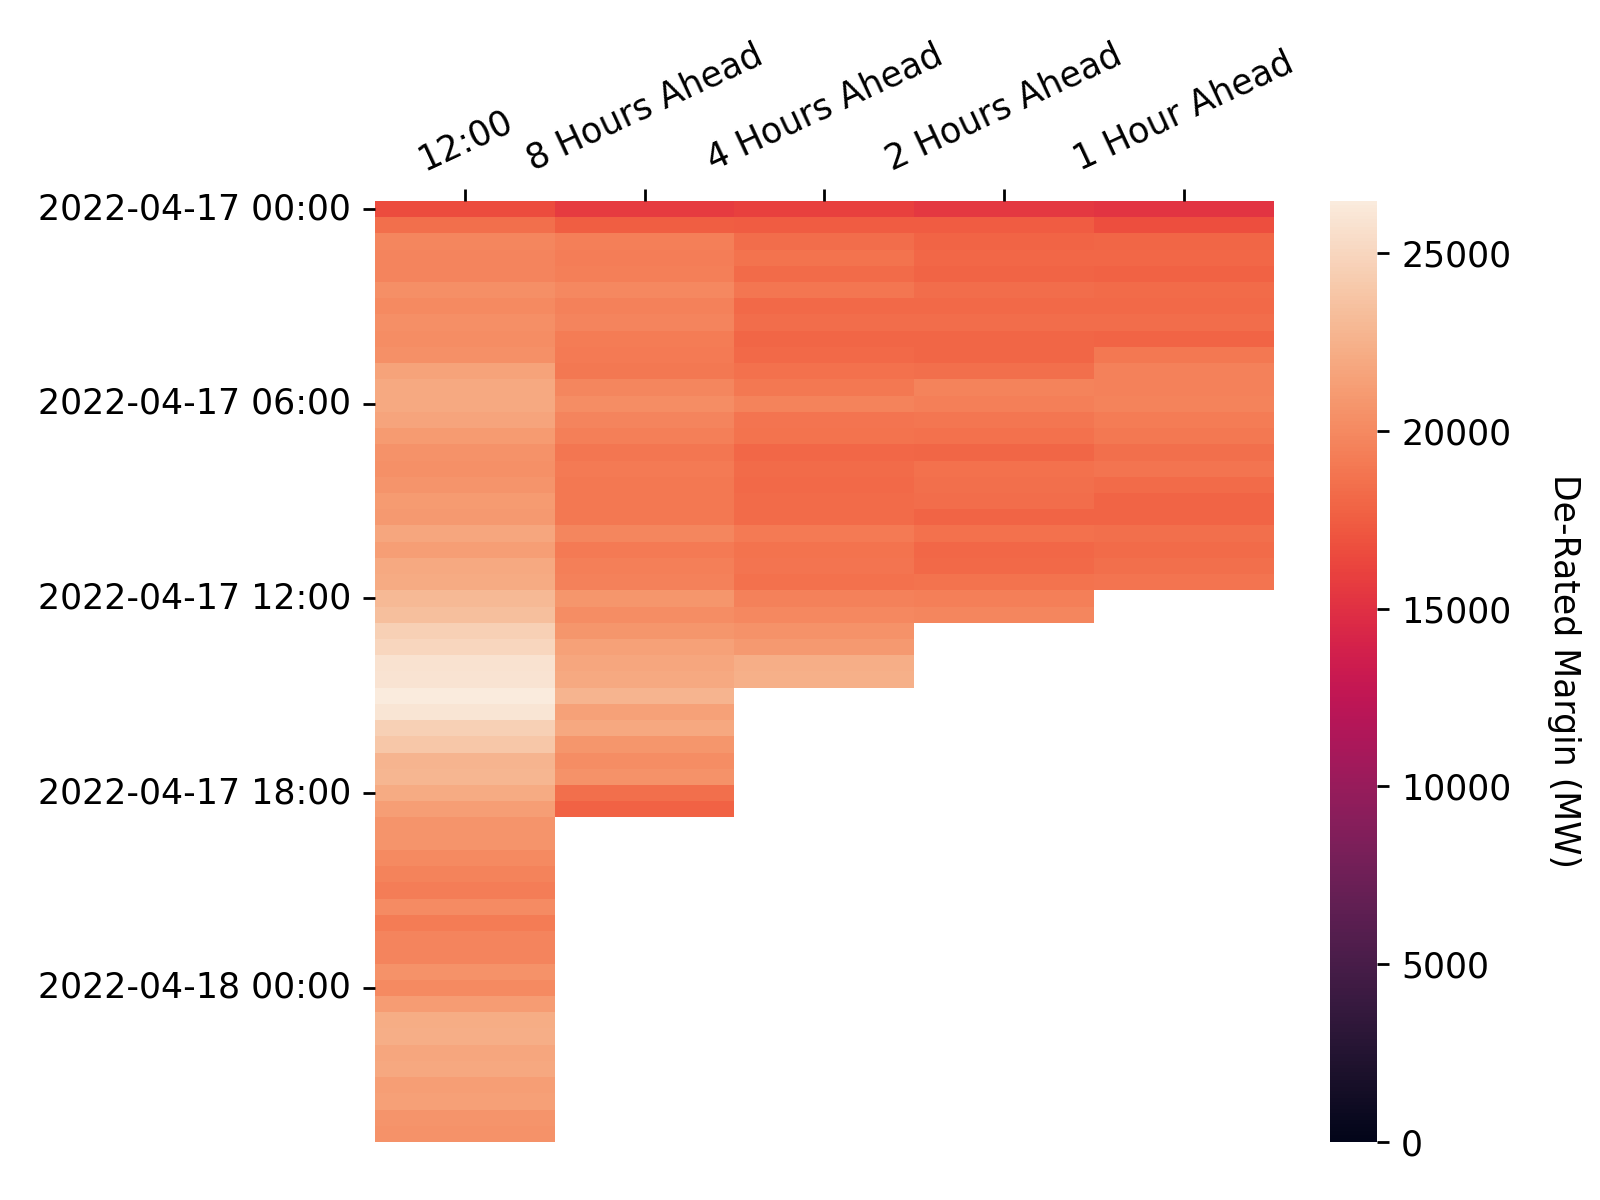 12:00
8 Hours Ahead
4 Hours Ahead
2 Hours Ahead
1 Hour Ahead
2022-04-17 00:00
2022-04-17 06:00
2022-04-17 12:00
2022-04-17 18:00
2022-04-18 00:00
25000
20000
15000
10000
5000
0
De-Rated Margin (MW)